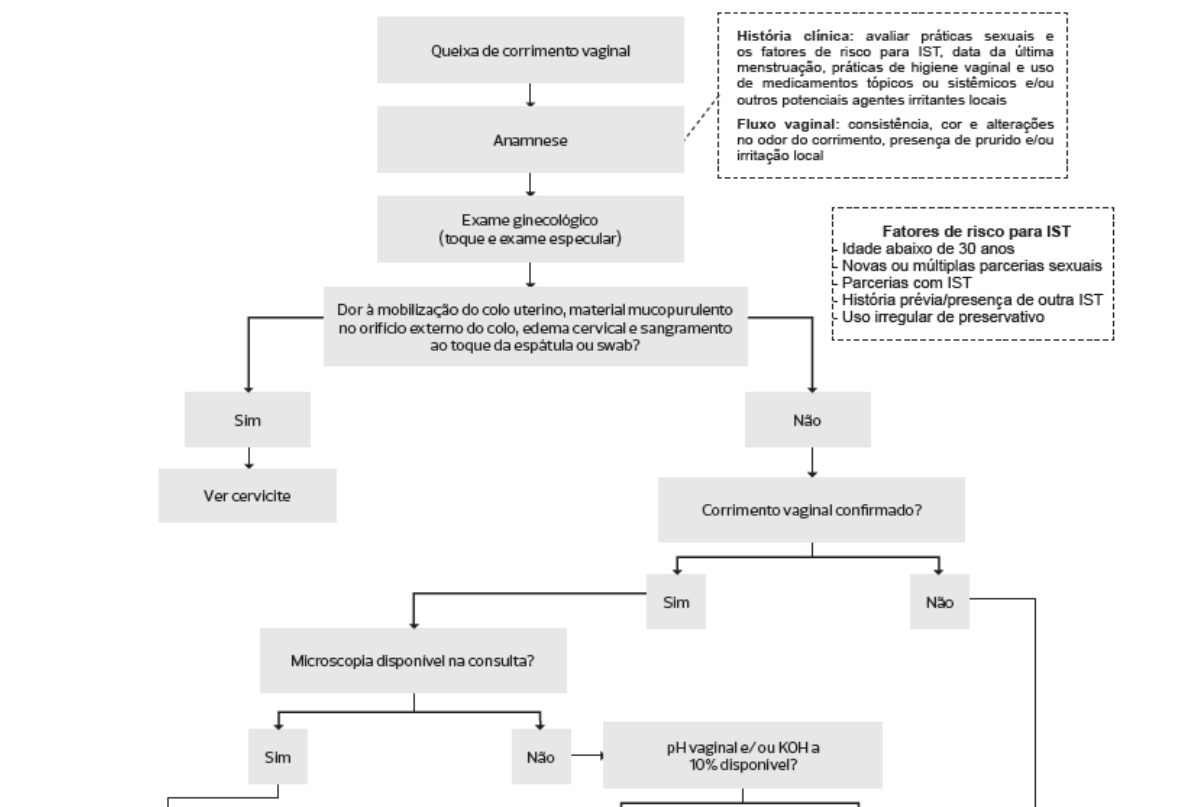 Queixa de corrimento vaginal
História clínica: avaliar práticas sexuais e
os fatores de risco para IST, data da última
menstruação, práticas de higiene vaginal e uso
de medicamentos tópicos ou sistêmicos e/ou
outros potenciais agentes irritantes locais
Fluxo vaginal: consistência, cor e alterações
no odor do corrimento, presença de prurido e/ou
irritação local
Anamnese
Exame ginecológico
(toque e exame especular)
Fatores de risco para IST
- Idade abaixo de 30 anos
- Novas ou múltiplas parcerias sexuais
- Parcerias com IST
- História prévia/presença de outra IST
- Uso irregular de preservativo
Dor à mobilização do colo uterino, material mucopurulento
no orifício externo do colo, edema cervical e sangramento
ao toque da espátula ou swab?
Sim
Não
Ver cervicite
Corrimento vaginal confirmado?
Sim
Não
Microscopia disponível na consulta?
Sim
Não
pH vaginal e/ou KOH a
10% disponível?